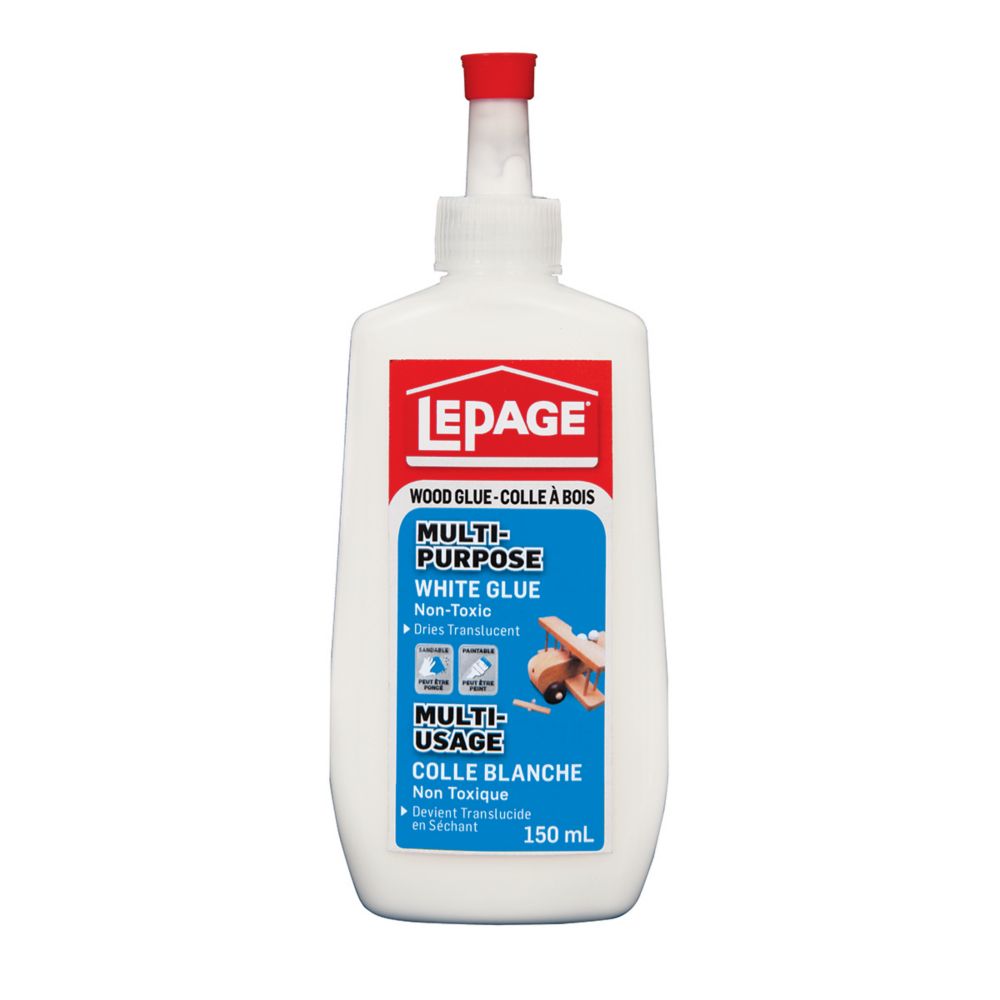 LEPAGE®
WOOD GLUE - COLLE À BOIS
MULTI-
PURPOSE
WHITE GLUE
Non-Toxic
Dries Translucent
SANDABLE PAINTABLE
PEUT ÊTRE PEUT ÊTRE
PONCÉ PEINT
MULTI-
USAGE
COLLE BLANCHE
Non Toxique
Devient Translucide
en Séchant
150 mL